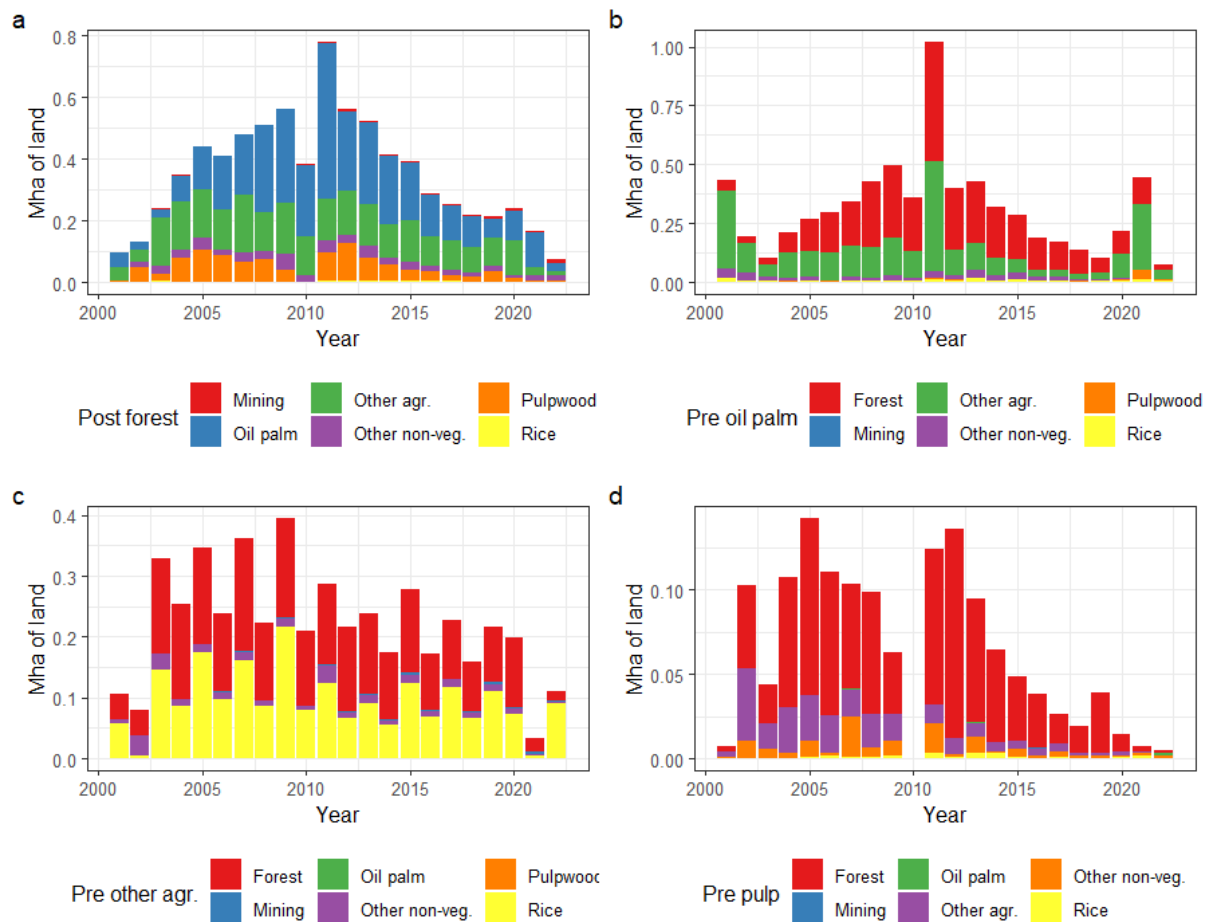 a
Mha of land
0.8
0.6
0.4
0.2
0.0
2000 2005 2010 2015 2020
Year
Post forest
Mining Other agr. Pulpwood
Oil palm Other non-veg. Rice
b
Mha of land
1.00
0.75
0.50
0.25
0.00
2000 2005 2010 2015 2020
Year
Pre oil palm
Forest Other agr. Pulpwood
Mining Other non-veg. Rice
c
Mha of land
0.4
0.3
0.2
0.1
0.0
2000 2005 2010 2015 2020
Year
Pre other agr.
Forest Oil palm Pulpwood
Mining Other non-veg. Rice
d
Mha of land
0.10
0.05
0.00
2000 2005 2010 2015 2020
Year
Pre pulp
Forest Oil palm Other non-veg.
Mining Other agr. Rice